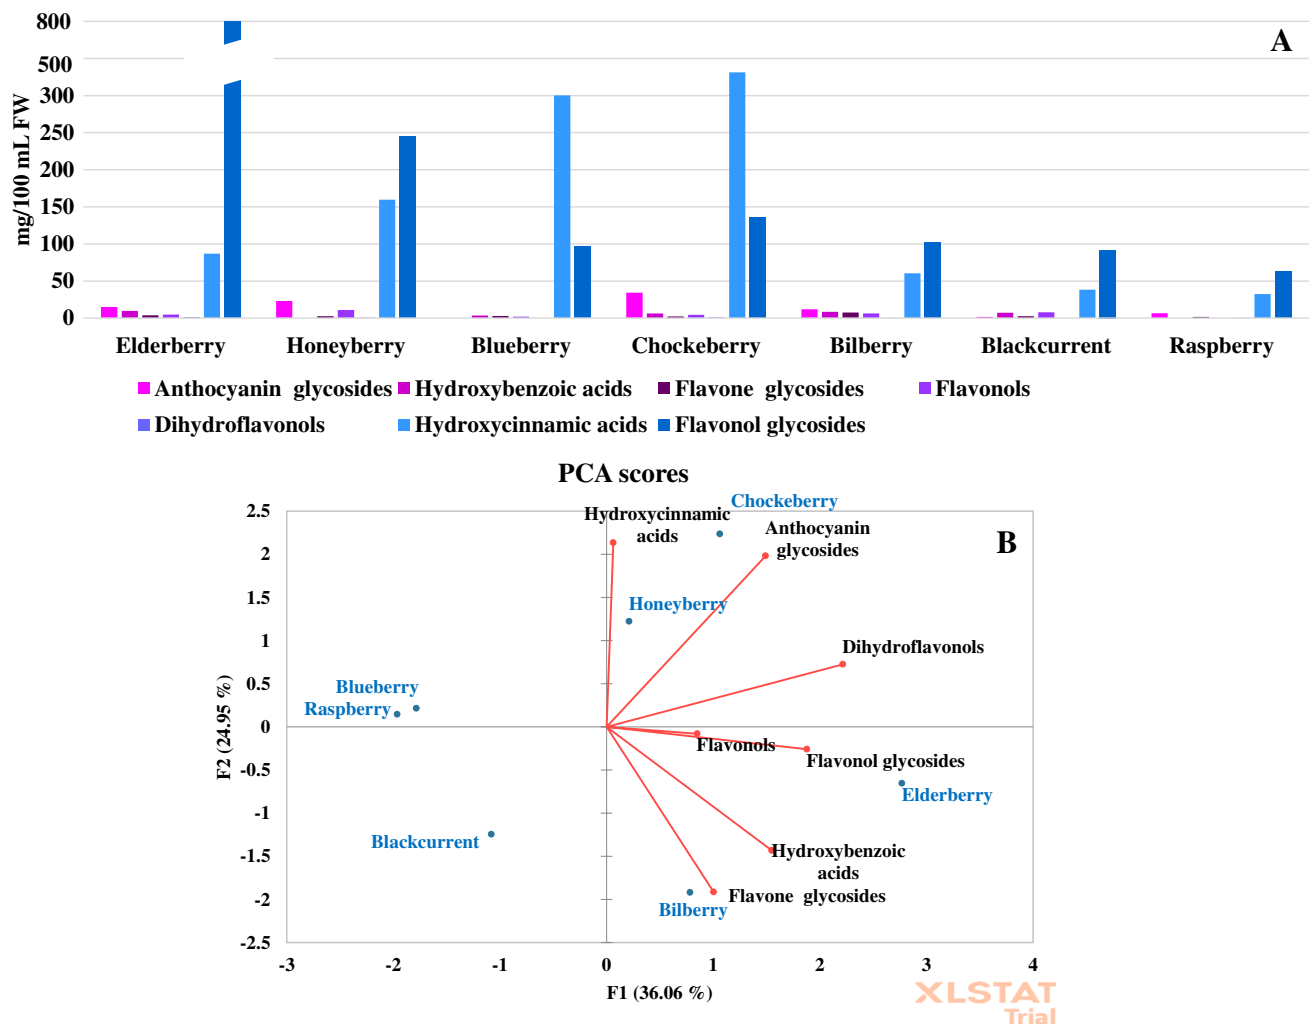 800
A
500
300
250
200
150
100
50
0
mg/100 mL FW
Elderberry Honeyberry Blueberry Chockeberry Bilberry Blackcurrent Raspberry
Anthocyanin glycosides Hydroxybenzoic acids Flavone glycosides Flavonols
Dihydroflavonols Hydroxycinnamic acids Flavonol glycosides
PCA scores
Chockeberry
2.5
Hydroxycinnamic
acids
Anthocyanin
glycosides
B
2
1.5
Honeyberry
1
Dihydroflavonols
0.5
Blueberry
Raspberry
0
Flavonols
Flavonol glycosides
-0.5
Elderberry
-1
Blackcurrent
-1.5
Hydroxybenzoic
acids
Flavone glycosides
-2
Bilberry
-2.5
F2 (24.95 %)
-3 -2 -1 0 1 2 3 4
F1 (36.06 %)
XLSTAT
Trial